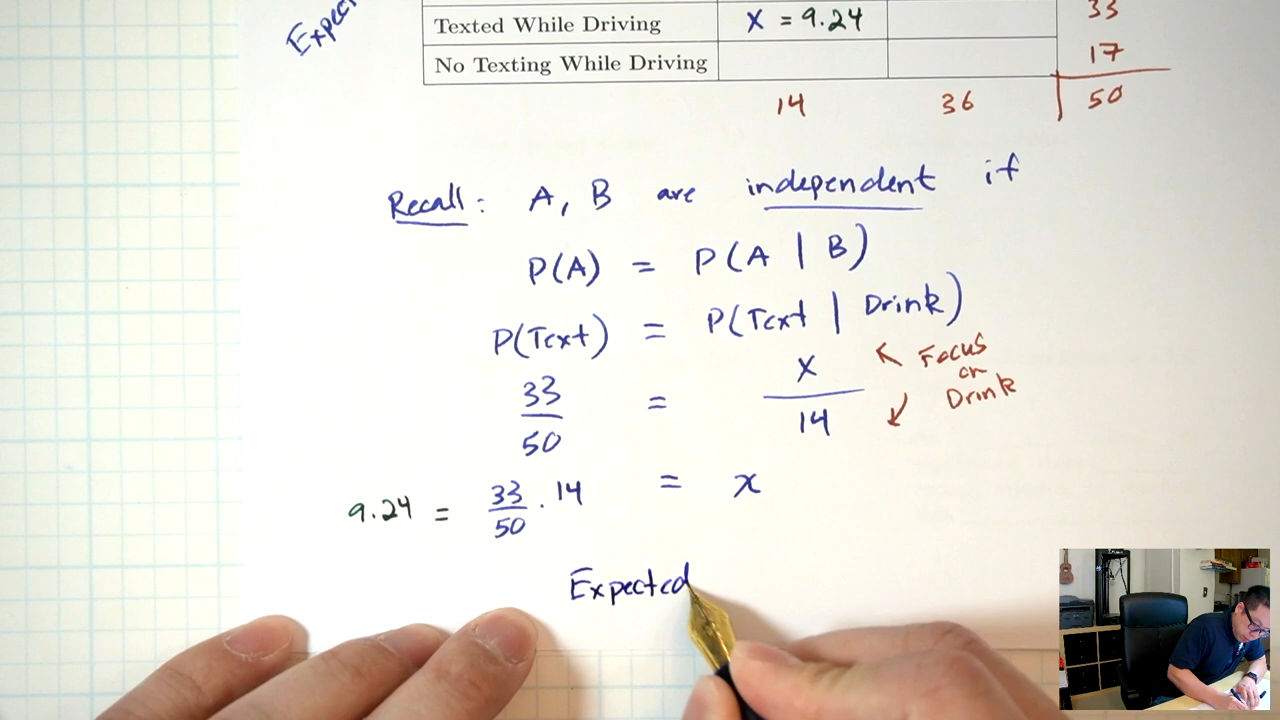 Texted While Driving x = 9.24 33
No Texting While Driving 17
14 36 50
Recall: A, B are independent if
P(A) = P(A | B)
P(Text) = P(Text | Drink)
33/50 = x/14 Focus on Drink
9.24 = 33/50 · 14 = x
Expected